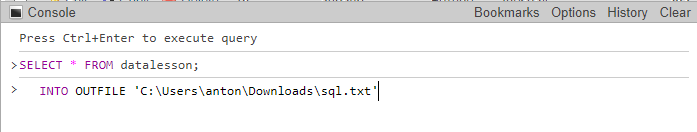 Console Bookmarks Options History Clear
Press Ctrl+Enter to execute query
>SELECT * FROM datalesson;
> INTO OUTFILE 'C:\Users\anton\Downloads\sql.txt'